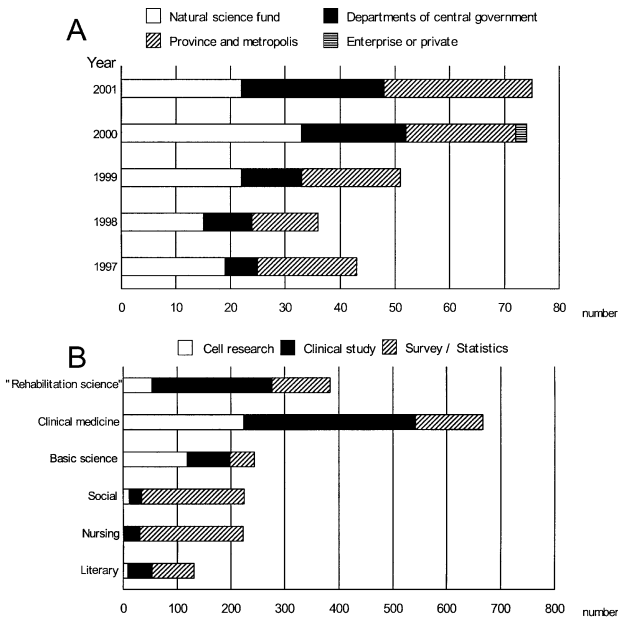 A
Natural science fund Departments of central government
Province and metropolis Enterprise or private
Year
2001
2000
1999
1998
1997
0 10 20 30 40 50 60 70 80
number
B
Cell research Clinical study Survey / Statistics
"Rehabilitation science"
Clinical medicine
Basic science
Social
Nursing
Literary
0 100 200 300 400 500 600 700 800
number